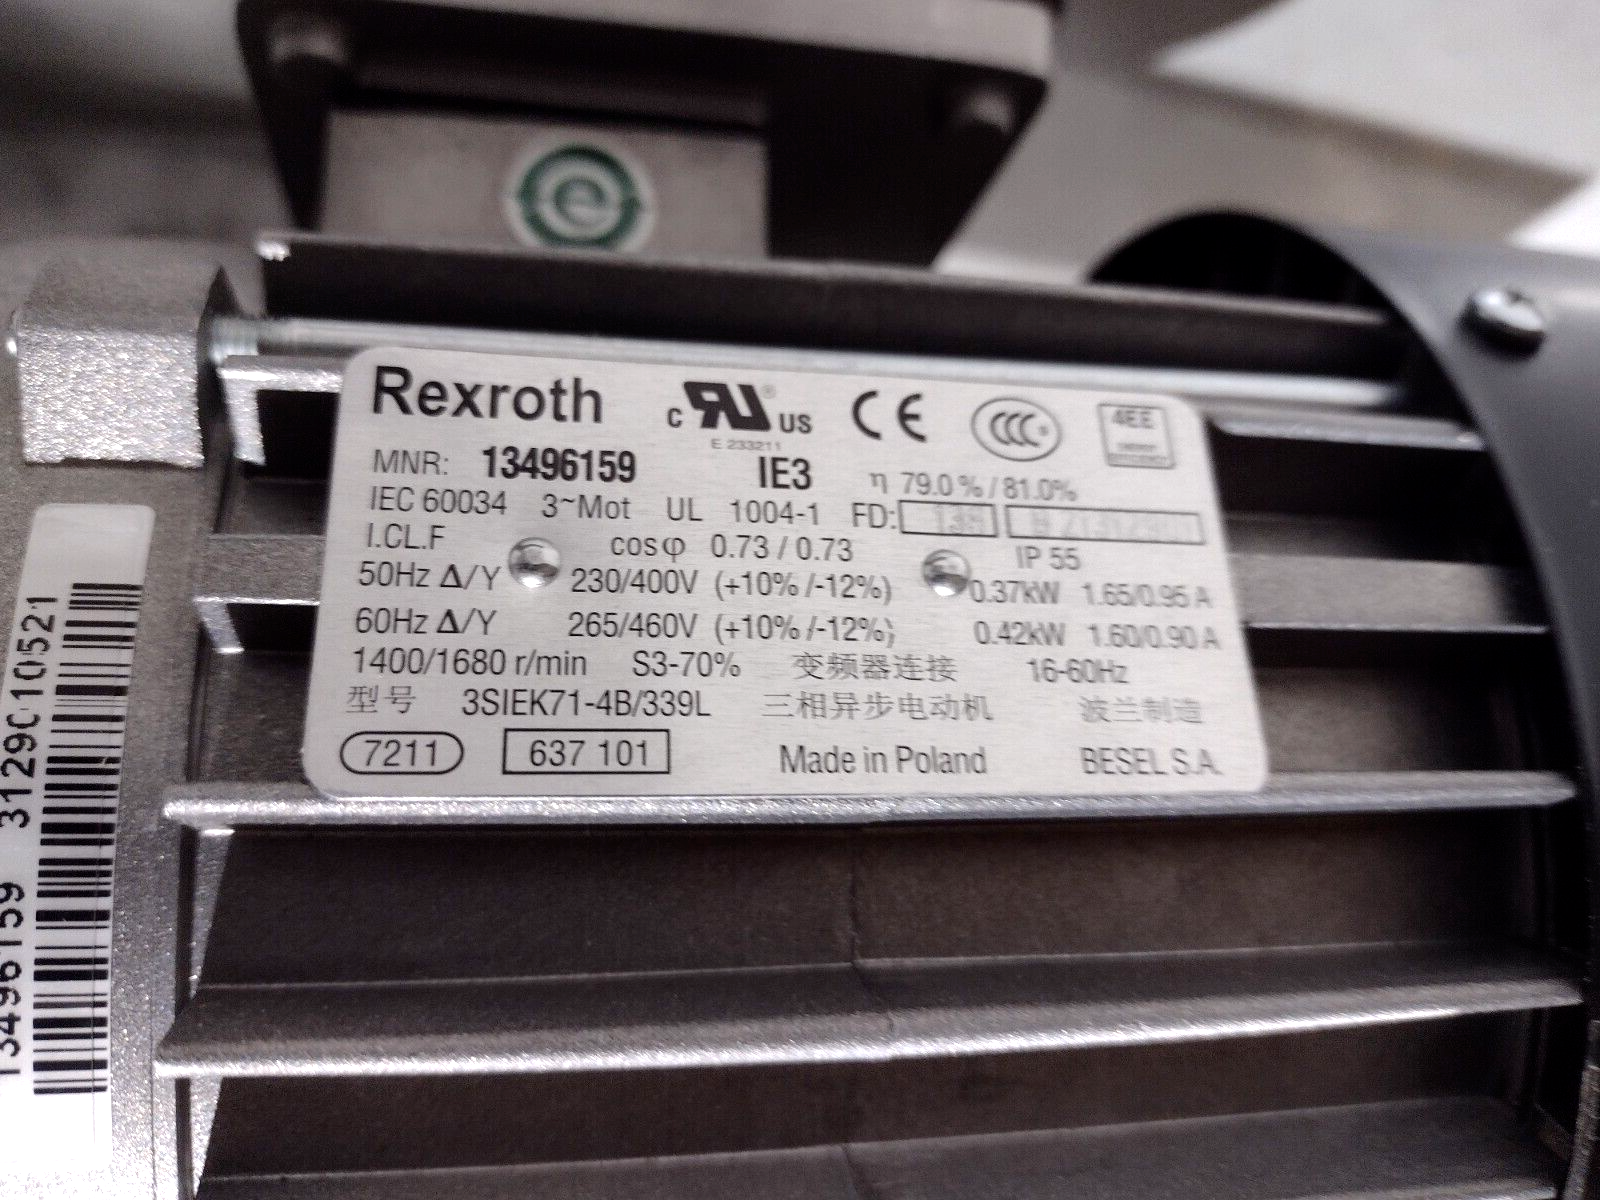 Rexroth c RU ® US CE CCC 4EE
E 233211
MNR: 13496159 IE3 η 79.0%/81.0%
IEC 60034 3~Mot UL 1004-1 FD:
I.CL.F cosφ 0.73/0.73 IP 55
50Hz Δ/Y 230/400V (+10%/-12%) 0.37kW 1.65/0.95 A
60Hz Δ/Y 265/460V (+10%/-12%) 0.42kW 1.60/0.90 A
1400/1680 r/min S3-70% 变频器连接 16-60Hz
型号 3SIEK71-4B/339L 三相异步电动机 波兰制造
7211 637 101 Made in Poland BESEL S.A.
13496159 3129C10521